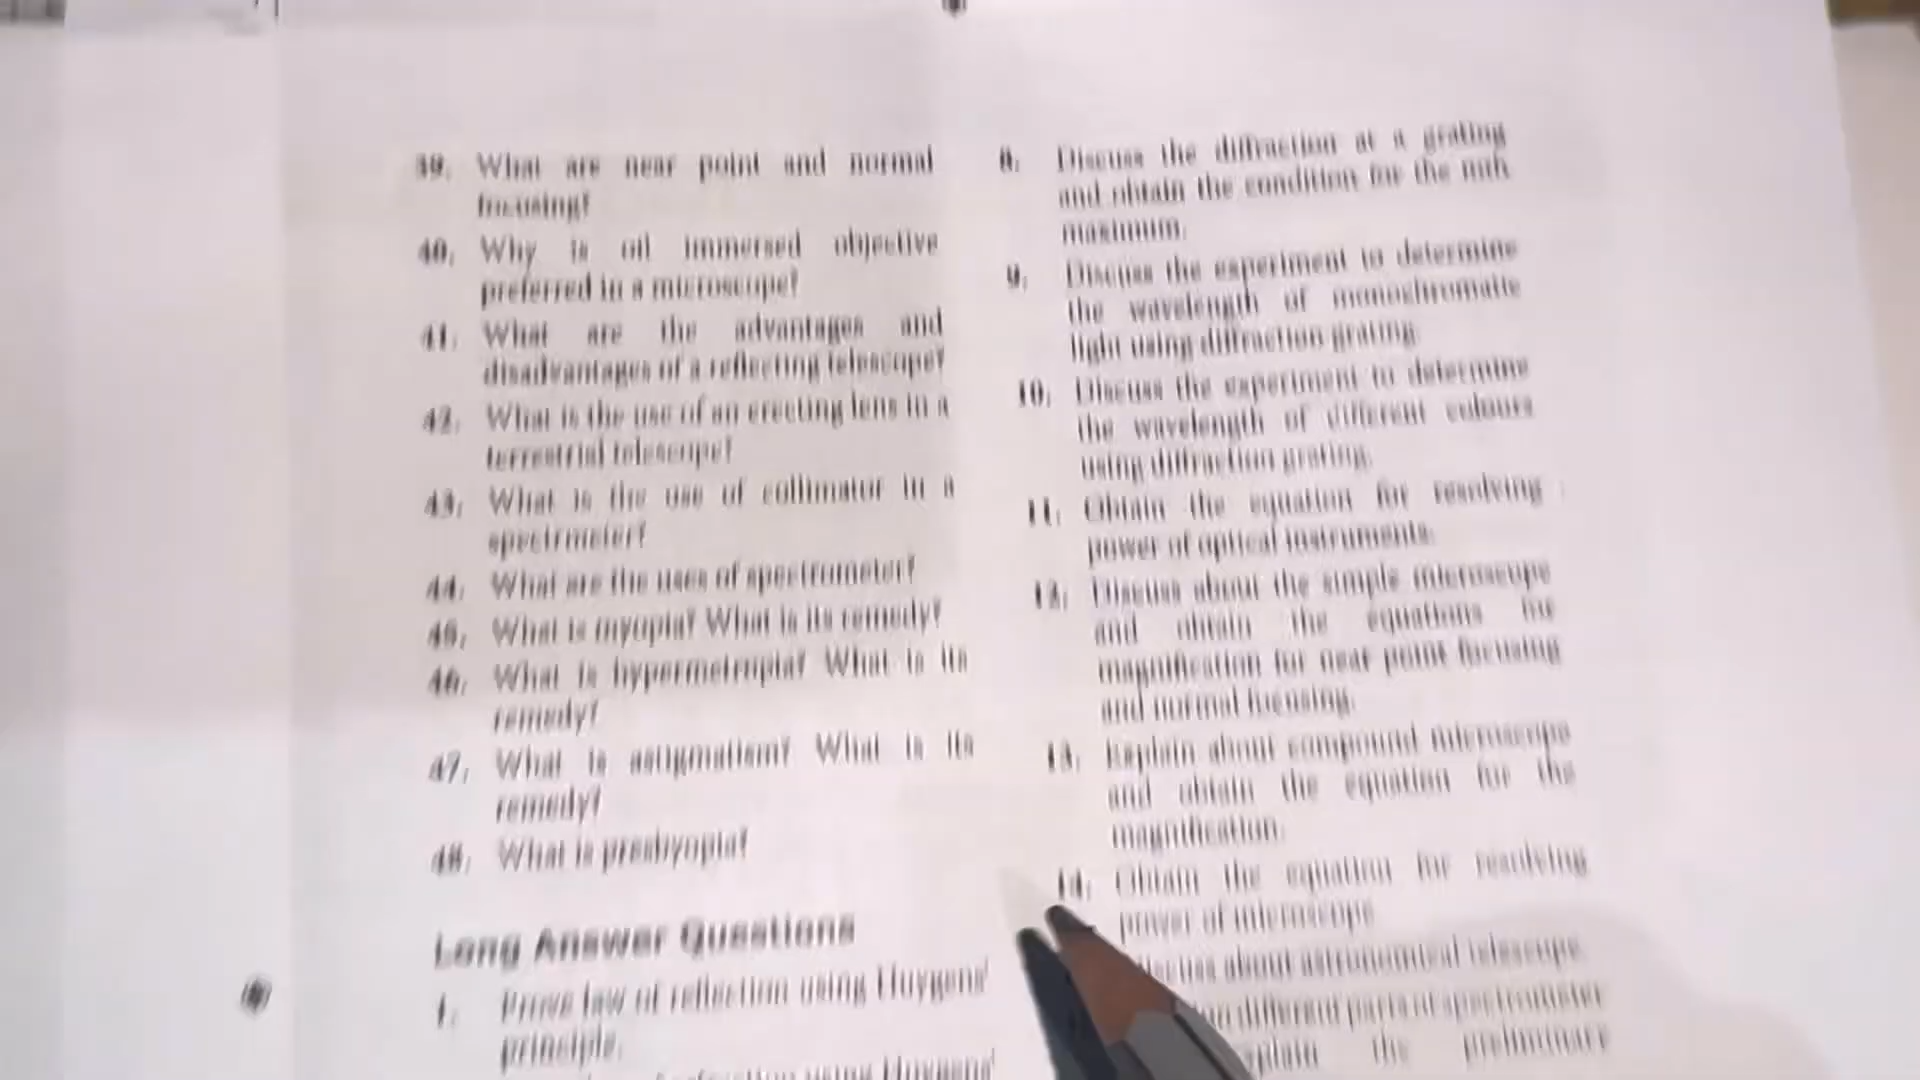 39. What are near point and normal
focusing?
40. Why is oil immersed objective
preferred in a microscope?
41. What are the advantages and
disadvantages of a reflecting telescope?
42. What is the use of an erecting lens in a
terrestrial telescope?
43. What is the use of collimator in a
spectrometer?
44. What are the uses of spectrometer?
45. What is myopia? What is its remedy?
46. What is hypermetropia? What is its
remedy?
47. What is astigmatism? What is its
remedy?
48. What is presbyopia?
Long Answer Questions
1. Prove law of reflection using Huygens'
principle.
using Huygens'
8. Discuss the diffraction at a grating
and obtain the condition for the mth
maximum.
9. Discuss the experiment to determine
the wavelength of monochromatic
light using diffraction grating.
10. Discuss the experiment to determine
the wavelength of different colours
using diffraction grating.
11. Obtain the equation for resolving
power of optical instruments.
12. Discuss about the simple microscope
and obtain the equations for
magnification for near point focusing
and normal focusing.
13. Explain about compound microscope
and obtain the equation for the
magnification.
14. Obtain the equation for resolving
power of microscope.
about astronomical telescope.
different parts of spectrometer
the preliminary